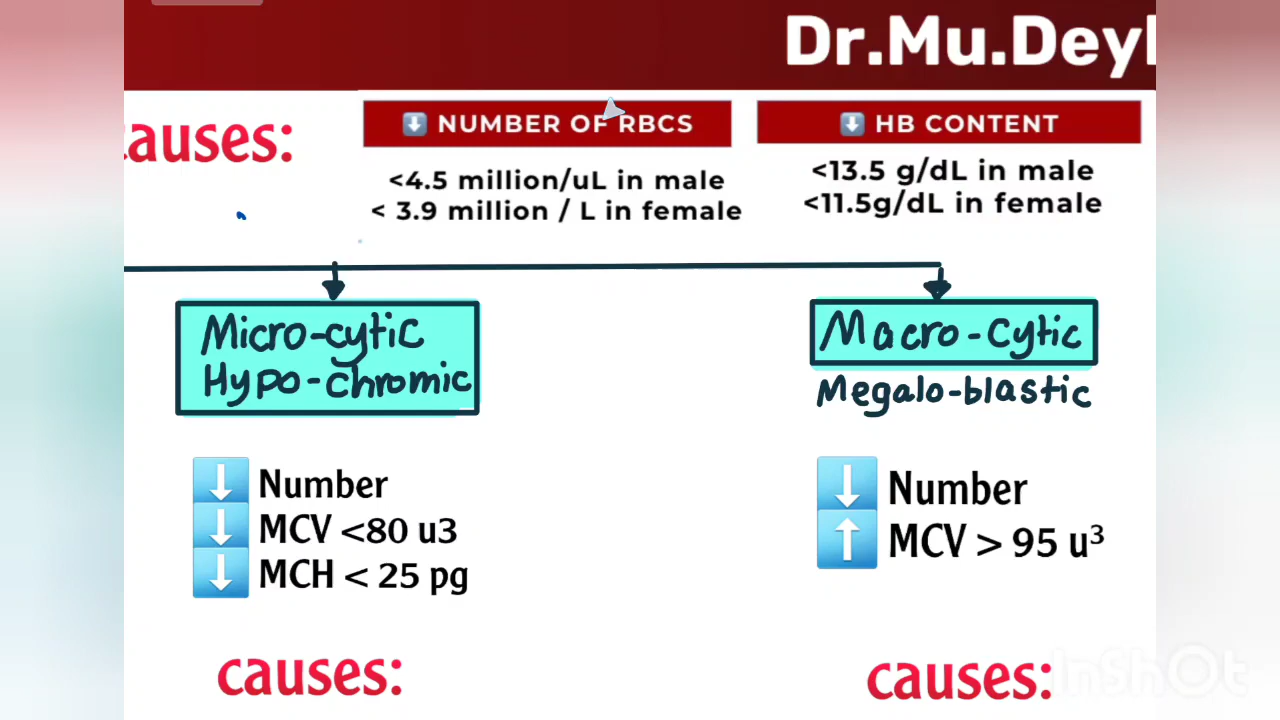 Dr.Mu.Dey
causes:
⬇ NUMBER OF RBCS
<4.5 million/uL in male
< 3.9 million / L in female
⬇ HB CONTENT
<13.5 g/dL in male
<11.5g/dL in female
Micro-cytic
Hypo-chromic
↓ Number
↓ MCV <80 u3
↓ MCH < 25 pg
causes:
Macro-Cytic
Megalo-blastic
↓ Number
↑ MCV > 95 u³
causes:
InShOt